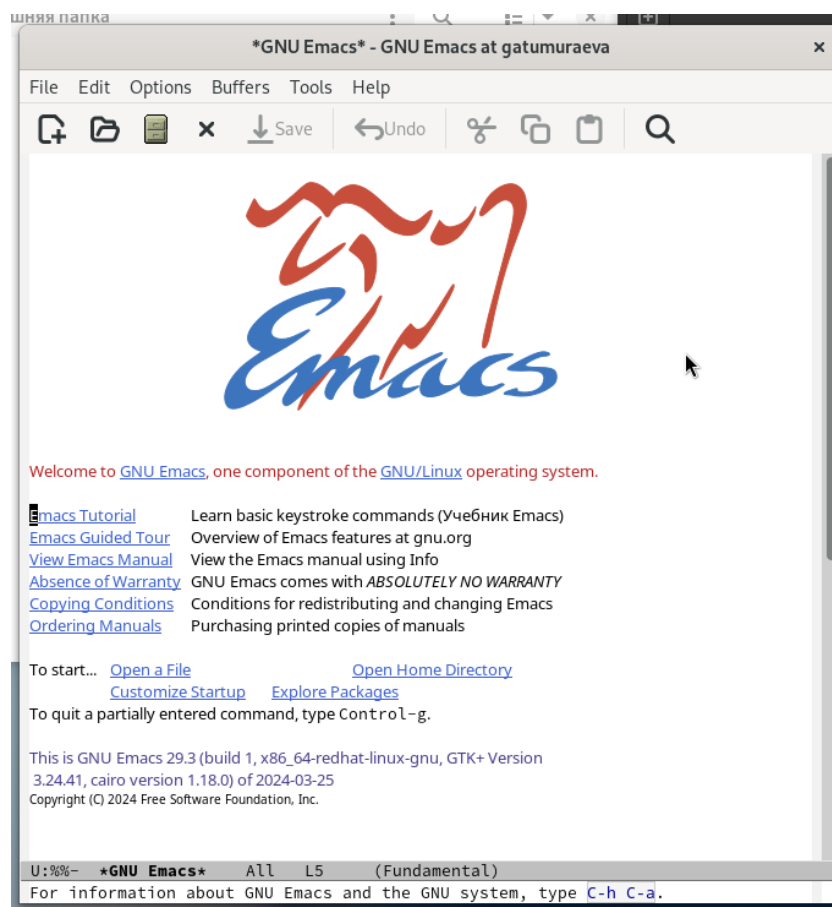 шняя папка
*GNU Emacs* - GNU Emacs at gatumuraeva
File Edit Options Buffers Tools Help
Save Undo
Emacs
Welcome to GNU Emacs, one component of the GNU/Linux operating system.
Emacs Tutorial Learn basic keystroke commands (Учебник Emacs)
Emacs Guided Tour Overview of Emacs features at gnu.org
View Emacs Manual View the Emacs manual using Info
Absence of Warranty GNU Emacs comes with ABSOLUTELY NO WARRANTY
Copying Conditions Conditions for redistributing and changing Emacs
Ordering Manuals Purchasing printed copies of manuals
To start... Open a File Open Home Directory
Customize Startup Explore Packages
To quit a partially entered command, type Control-g.
This is GNU Emacs 29.3 (build 1, x86_64-redhat-linux-gnu, GTK+ Version
3.24.41, cairo version 1.18.0) of 2024-03-25
Copyright (C) 2024 Free Software Foundation, Inc.
U:%%- *GNU Emacs* All L5 (Fundamental)
For information about GNU Emacs and the GNU system, type C-h C-a.